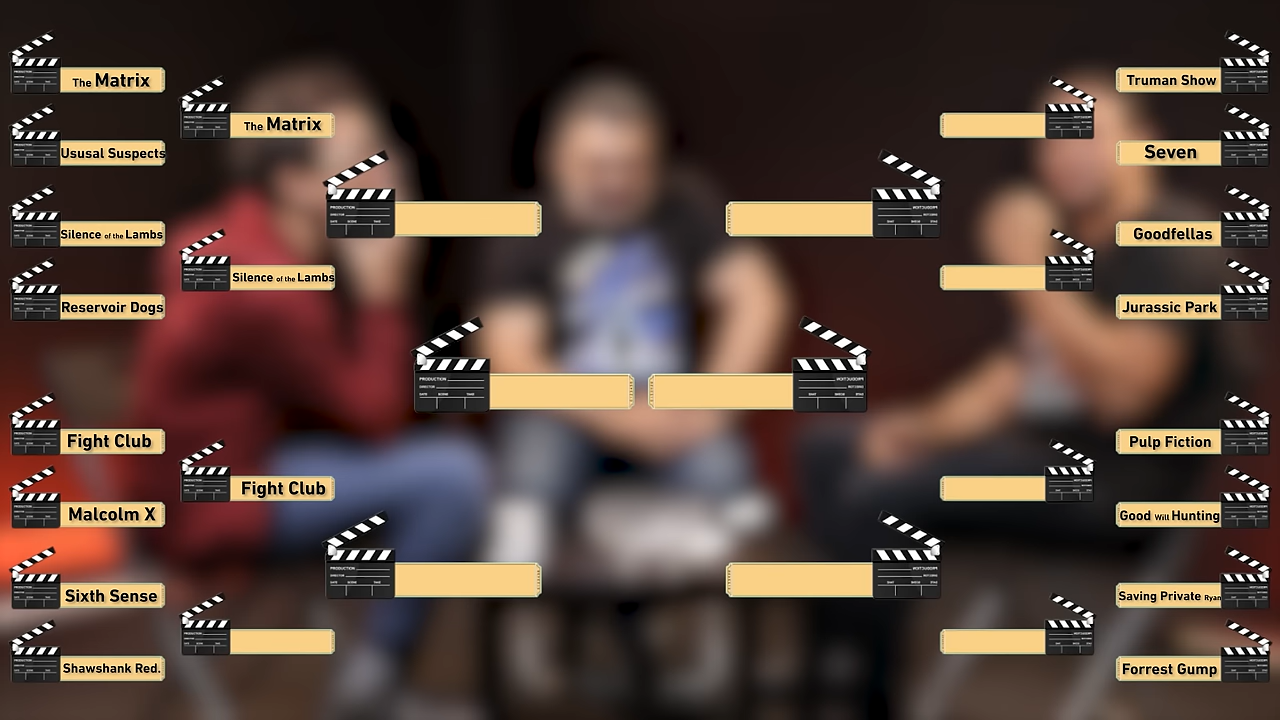 The Matrix
Ususal Suspects
Silence of the Lambs
Reservoir Dogs
Fight Club
Malcolm X
Sixth Sense
Shawshank Red.
The Matrix
Silence of the Lambs
Fight Club
Truman Show
Seven
Goodfellas
Jurassic Park
Pulp Fiction
Good Will Hunting
Saving Private Ryan
Forrest Gump